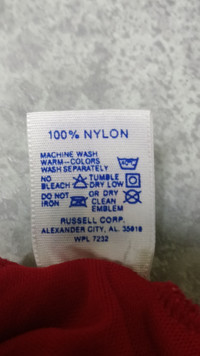 100% NYLON
MACHINE WASH
WARM-COLORS
WASH SEPARATELY
NO TUMBLE
BLEACH DRY LOW
DO NOT OR DRY
IRON CLEAN
EMBLEM
RUSSELL CORP.
ALEXANDER CITY, AL. 35010
WPL 7232